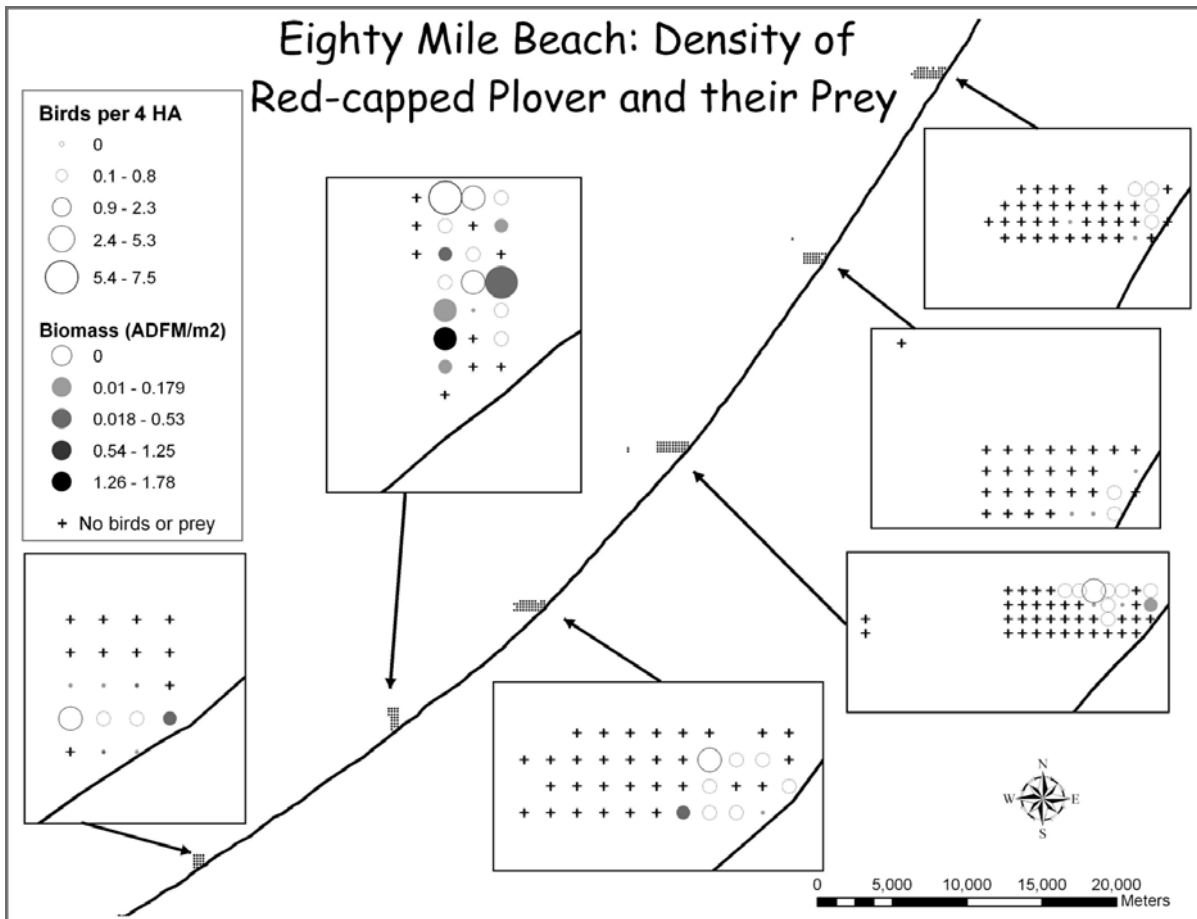 Eighty Mile Beach: Density of
Red-capped Plover and their Prey
Birds per 4 HA
0
0.1 - 0.8
0.9 - 2.3
2.4 - 5.3
5.4 - 7.5
Biomass (ADFM/m2)
0
0.01 - 0.179
0.018 - 0.53
0.54 - 1.25
1.26 - 1.78
+ No birds or prey
N
W E
S
0 5,000 10,000 15,000 20,000
Meters